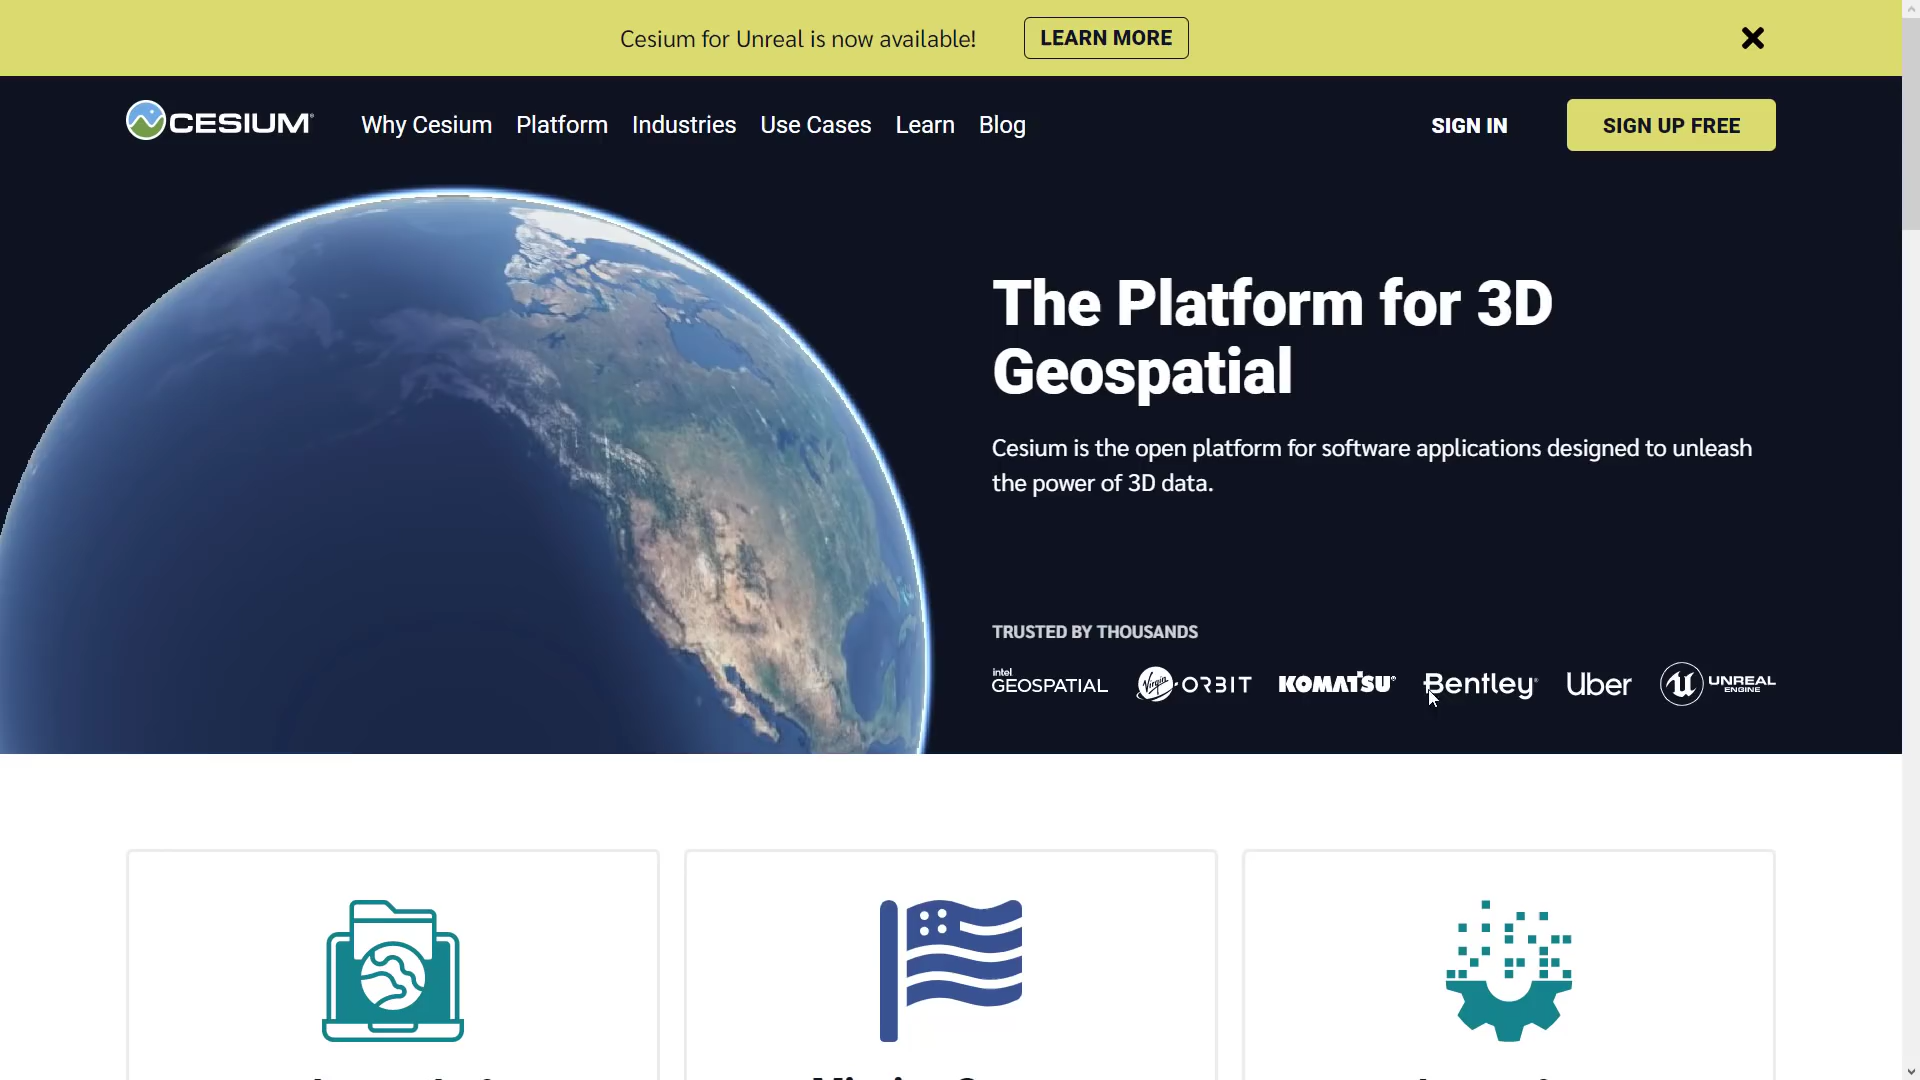 Cesium for Unreal is now available!
LEARN MORE
CESIUM
Why Cesium
Platform
Industries
Use Cases
Learn
Blog
SIGN IN
SIGN UP FREE
The Platform for 3D
Geospatial
Cesium is the open platform for software applications designed to unleash
the power of 3D data.
TRUSTED BY THOUSANDS
intel
GEOSPATIAL
Virgin ORBIT
KOMATSU
Bentley
Uber
UNREAL
ENGINE